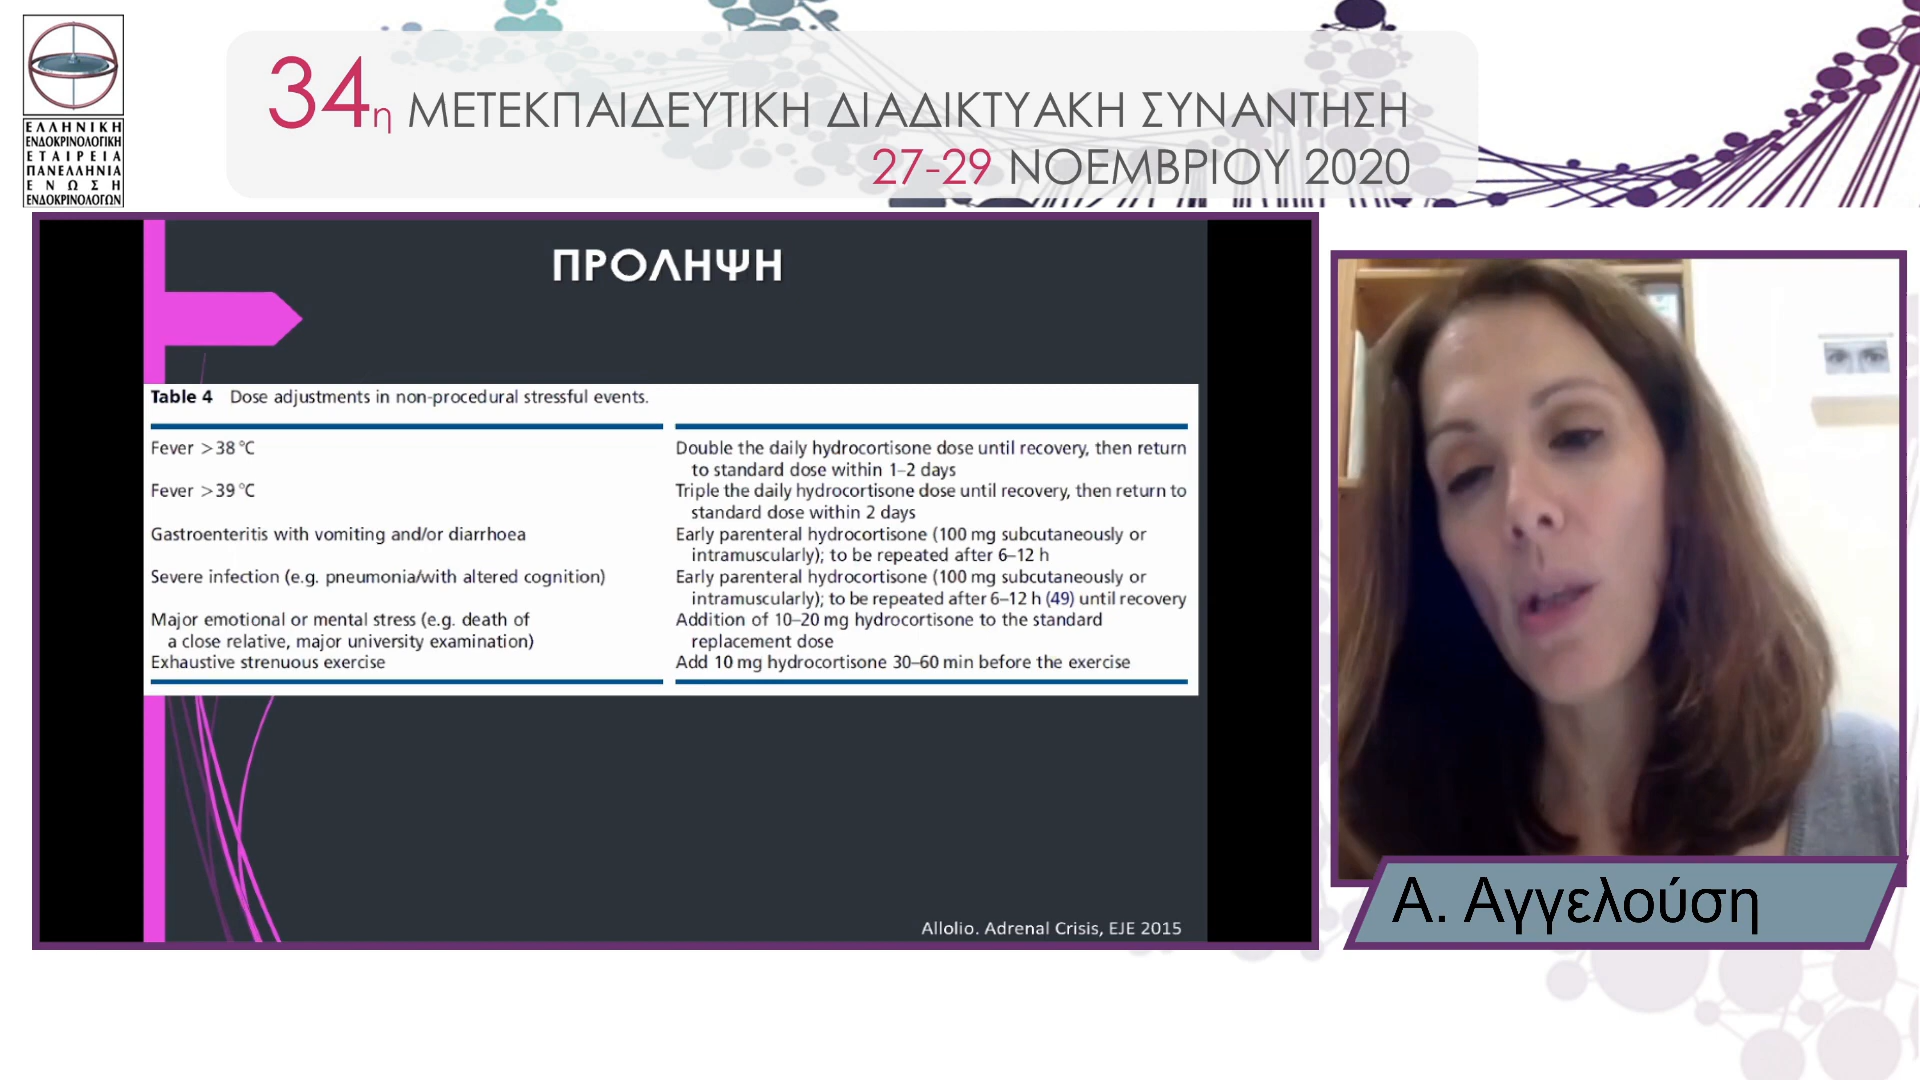 ΕΛΛΗΝΙΚΗ
ΕΝΔΟΚΡΙΝΟΛΟΓΙΚΗ
ΕΤΑΙΡΕΙΑ
ΠΑΝΕΛΛΗΝΙΑ
ΕΝΩΣΗ
ΕΝΔΟΚΡΙΝΟΛΟΓΩΝ
34η ΜΕΤΕΚΠΑΙΔΕΥΤΙΚΗ ΔΙΑΔΙΚΤΥΑΚΗ ΣΥΝΑΝΤΗΣΗ
27-29 ΝΟΕΜΒΡΙΟΥ 2020
ΠΡΟΛΗΨΗ
Table 4 Dose adjustments in non-procedural stressful events.
Fever >38 °C
Double the daily hydrocortisone dose until recovery, then return
to standard dose within 1–2 days
Fever >39 °C
Triple the daily hydrocortisone dose until recovery, then return to
standard dose within 2 days
Gastroenteritis with vomiting and/or diarrhoea
Early parenteral hydrocortisone (100 mg subcutaneously or
intramuscularly); to be repeated after 6–12 h
Severe infection (e.g. pneumonia/with altered cognition)
Early parenteral hydrocortisone (100 mg subcutaneously or
intramuscularly); to be repeated after 6–12 h (49) until recovery
Major emotional or mental stress (e.g. death of
a close relative, major university examination)
Addition of 10–20 mg hydrocortisone to the standard
replacement dose
Exhaustive strenuous exercise
Add 10 mg hydrocortisone 30–60 min before the exercise
Allolio. Adrenal Crisis, EJE 2015
Α. Αγγελούση